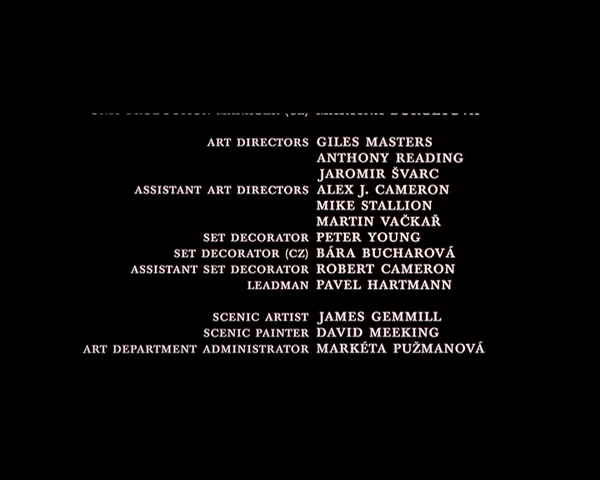 ART DIRECTORS GILES MASTERS
ANTHONY READING
JAROMIR ŠVARC
ASSISTANT ART DIRECTORS ALEX J. CAMERON
MIKE STALLION
MARTIN VAČKAŘ
SET DECORATOR PETER YOUNG
SET DECORATOR (CZ) BÁRA BUCHAROVÁ
ASSISTANT SET DECORATOR ROBERT CAMERON
LEADMAN PAVEL HARTMANN
SCENIC ARTIST JAMES GEMMILL
SCENIC PAINTER DAVID MEEKING
ART DEPARTMENT ADMINISTRATOR MARKÉTA PUŽMANOVÁ